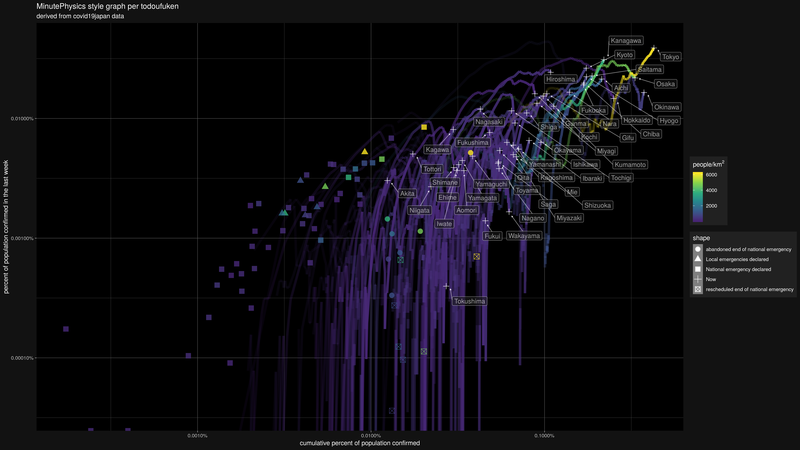 MinutePhysics style graph per todoufuken
derived from covid19japan data
percent of population confirmed in the last week
0.01000%
0.00100%
0.00010%
0.0010%
0.0100%
0.1000%
cumulative percent of population confirmed
Kanagawa
Kyoto
Tokyo
Saitama
Hiroshima
Osaka
Aichi
Okinawa
Fukuoka
Hyogo
Nagasaki
Hokkaido
Shiga
Gunma
Nara
Chiba
Kochi
Gifu
Fukushima
Kagawa
Okayama
Miyagi
Tottori
Yamanashi
Ishikawa
Kumamoto
Oita
Kagoshima
Ibaraki
Tochigi
Shimane
Yamaguchi
Akita
Toyama
Mie
Ehime
Yamagata
Saga
Shizuoka
Niigata
Aomori
Nagano
Miyazaki
Iwate
Fukui
Wakayama
Tokushima
people/km²
6000
4000
2000
shape
abandoned end of national emergency
Local emergencies declared
National emergency declared
Now
rescheduled end of national emergency